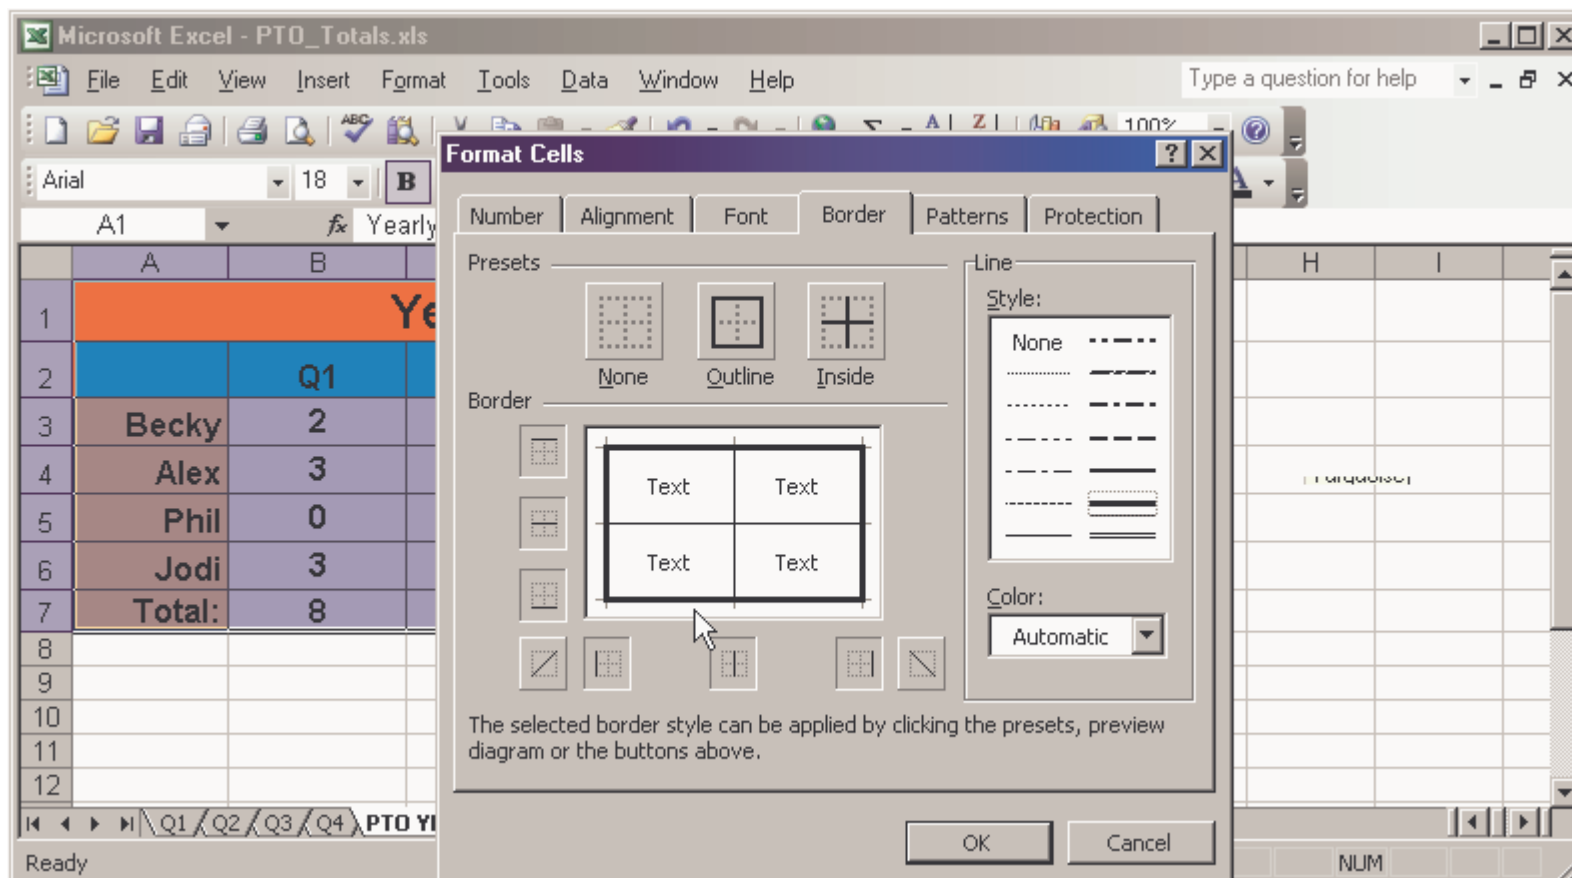 Microsoft Excel - PTO_Totals.xls
File Edit View Insert Format Tools Data Window Help
Type a question for help
ABC
100%
Arial 18 B
A1 fx Yearly
A B H I
1 Ye
2 Q1
3 Becky 2
4 Alex 3
5 Phil 0
6 Jodi 3
7 Total: 8
8
9
10
11
12
Q1 Q2 Q3 Q4 PTO
Ready
NUM
Format Cells
Number Alignment Font Border Patterns Protection
Presets
None Outline Inside
Border
Text Text
Text Text
Line
Style:
None
Color:
Automatic
The selected border style can be applied by clicking the presets, preview
diagram or the buttons above.
OK Cancel